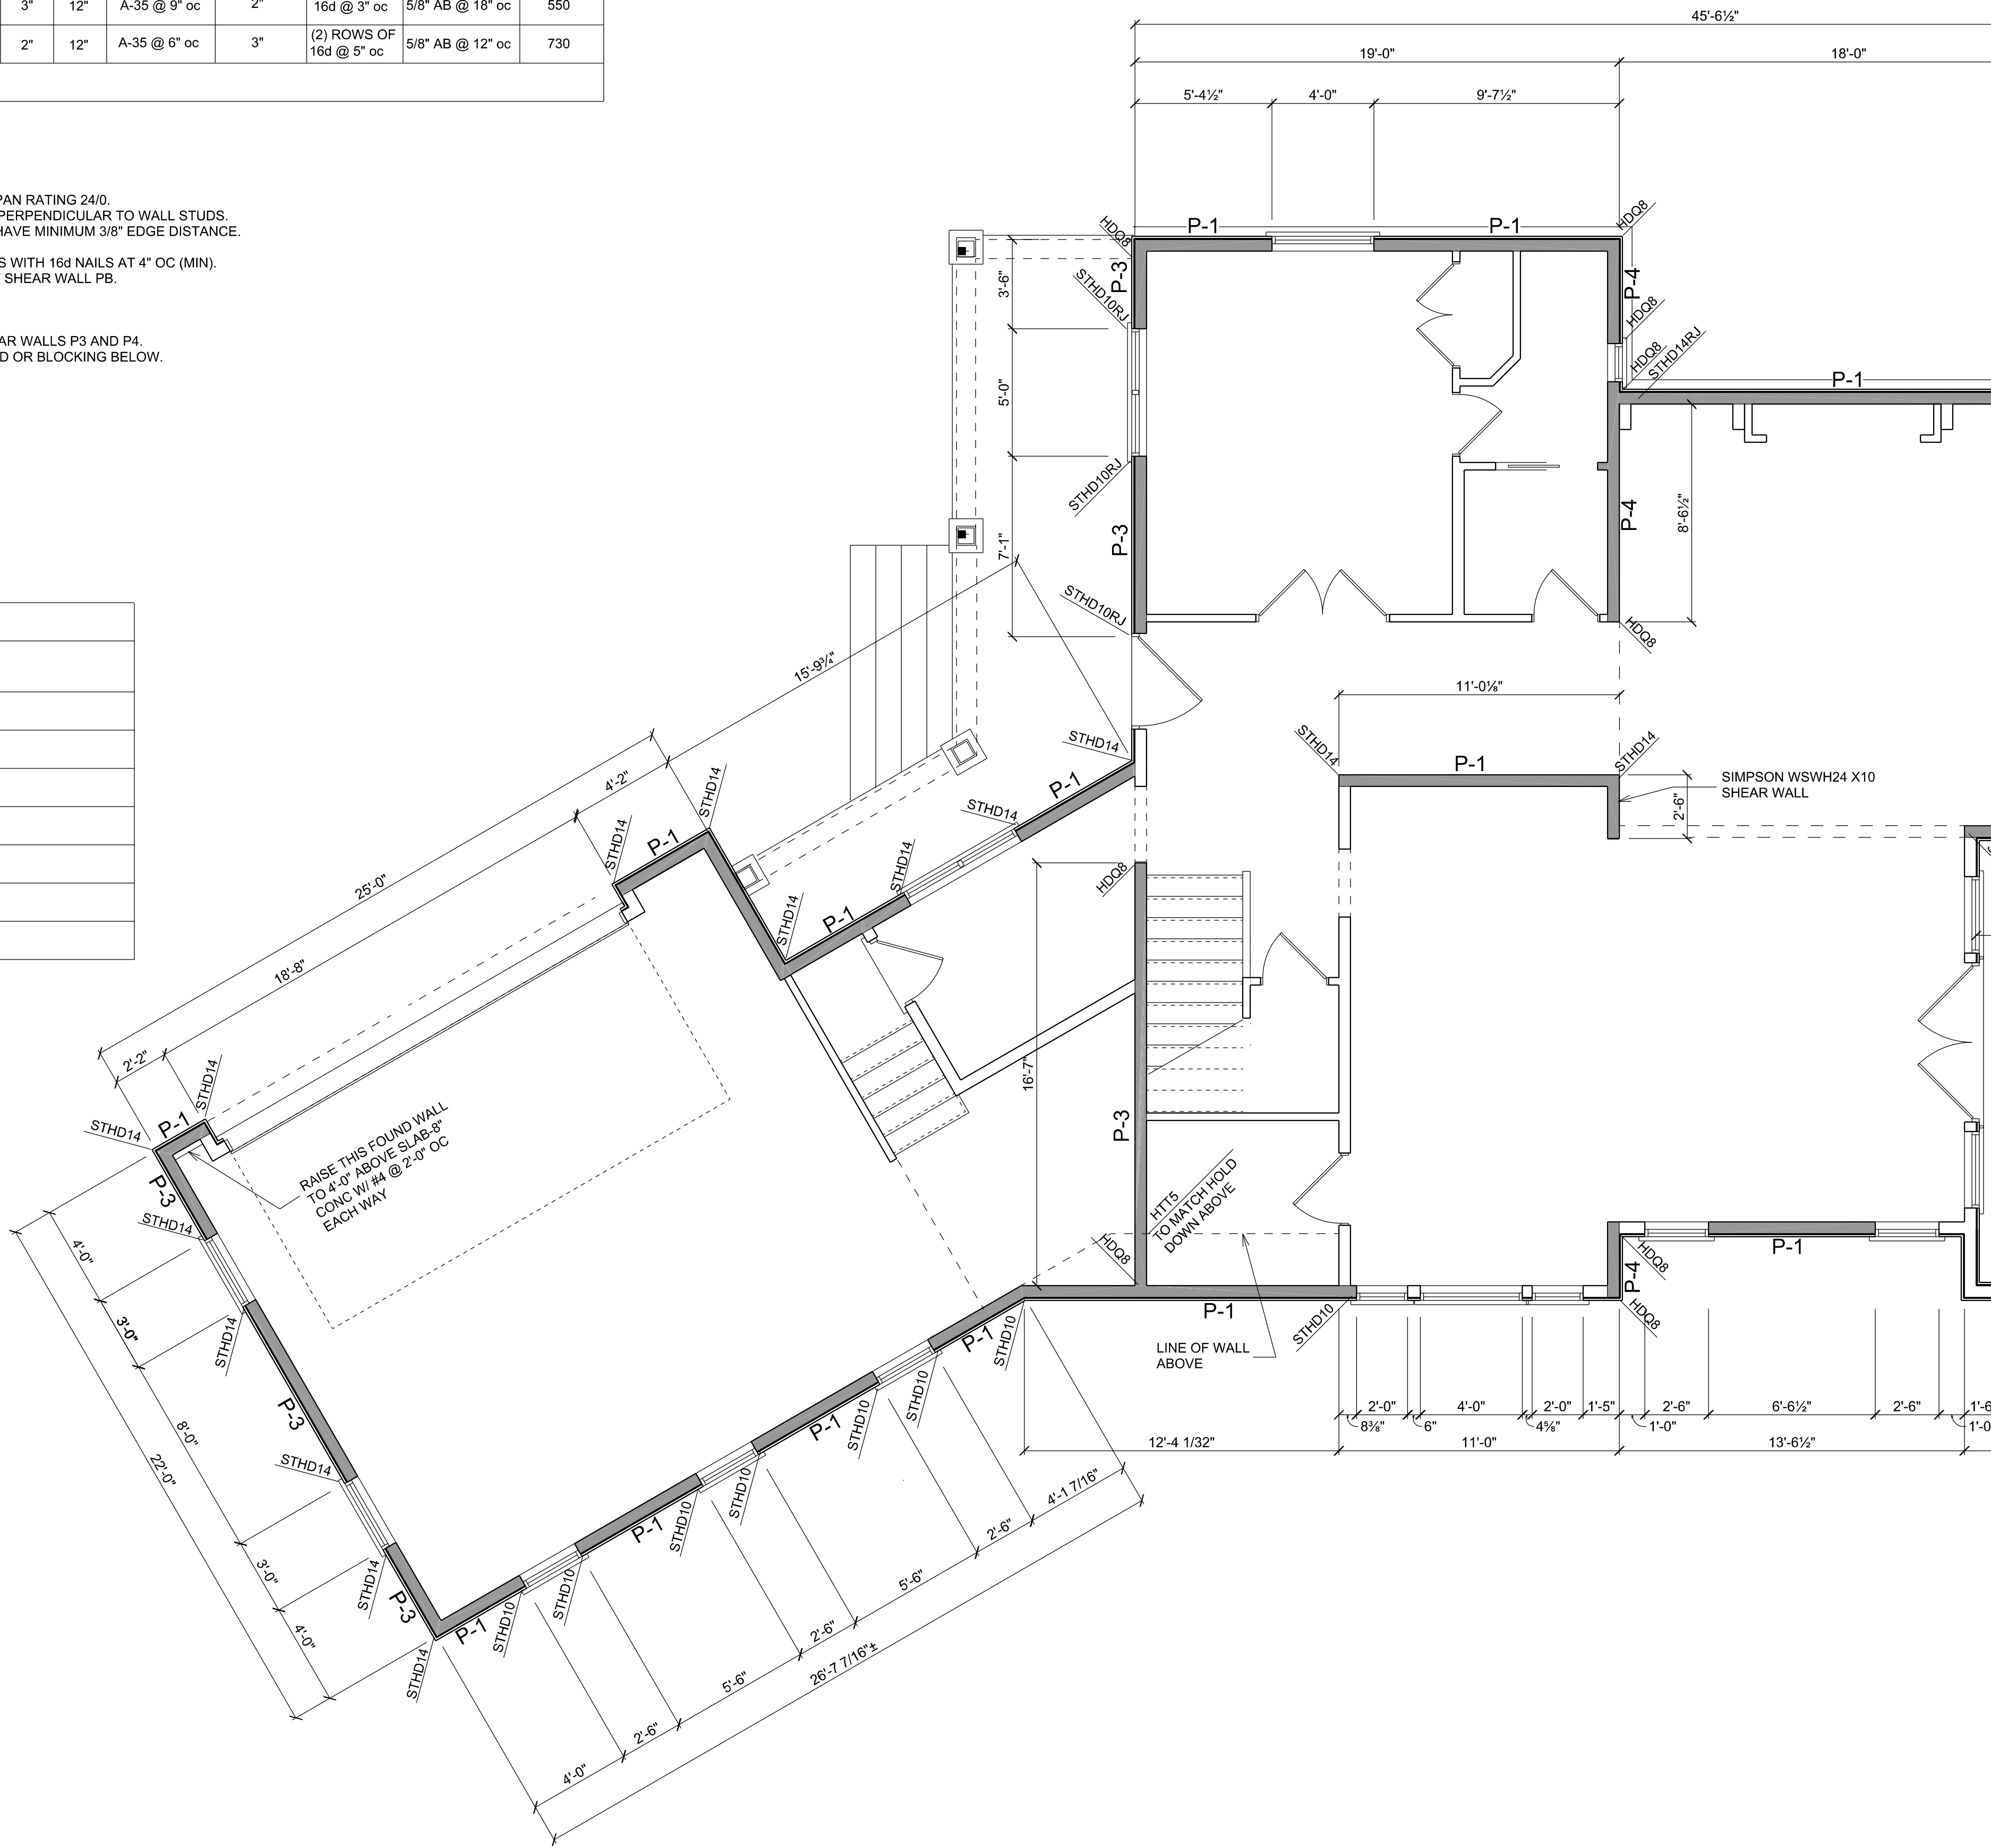 3" 12" A-35 @ 9" oc 2" 16d @ 3" oc 5/8" AB @ 18" oc 550
2" 12" A-35 @ 6" oc 3" (2) ROWS OF 5/8" AB @ 12" oc 730
16d @ 5" oc
PAN RATING 24/0.
PERPENDICULAR TO WALL STUDS.
HAVE MINIMUM 3/8" EDGE DISTANCE.
S WITH 16d NAILS AT 4" OC (MIN).
SHEAR WALL PB.
AR WALLS P3 AND P4.
D OR BLOCKING BELOW.
45'-6½"
19'-0"
18'-0"
5'-4½"
4'-0"
9'-7½"
P-1
P-1
HDQ8
HDQ8
P-3
P-4
3'-6"
STHD10RJ
HDQ8
HDQ8
STHD14RJ
P-1
5'-0"
STHD10RJ
P-3
P-4
8'-6½"
7'-1"
STHD10RJ
HDQ8
15'-9¾"
11'-0⅛"
STHD14
STHD14
STHD14
P-1
SIMPSON WSWH24 X10
SHEAR WALL
2'-6"
4'-2"
STHD14
P-1
STHD14
STHD14
P-1
STHD14
25'-0"
HDQ8
STHD14
P-1
18'-8"
2'-2"
STHD14
STHD14
P-1
16'-7"
RAISE THIS FOUND WALL
TO 4'-0" ABOVE SLAB-8"
CONC W/ #4 @ 2'-0" OC
EACH WAY
P-3
P-3
HTT5
TO MATCH HOLD
DOWN ABOVE
STHD14
4'-0"
HDQ8
HDQ8
P-1
P-4
P-1
HDQ8
STHD10
STHD14
3'-0"
P-1
STHD10
LINE OF WALL
ABOVE
STHD10
P-3
8'-0"
22'-0"
P-1
STHD10
STHD14
2'-0"
4'-0"
2'-0"
1'-5"
2'-6"
6'-6½"
2'-6"
8⅜"
6"
4⅝"
1'-0"
12'-4 1/32"
11'-0"
13'-6½"
STHD10
P-1
STHD10
4'-1 7/16"
2'-6"
3'-0"
STHD14
P-3
STHD10
STHD10
P-1
5'-6"
4'-0"
STHD14
2'-6"
26'-7 7/16"±
5'-6"
2'-6"
4'-0"